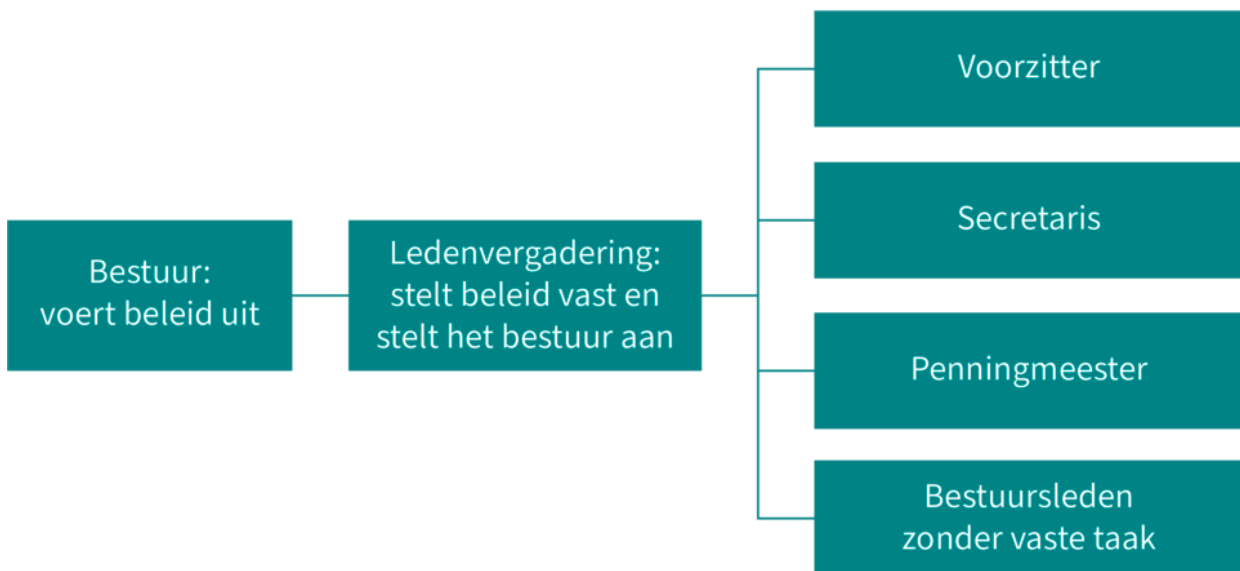 Bestuur:
voert beleid uit
Ledenvergadering:
stelt beleid vast en
stelt het bestuur aan
Voorzitter
Secretaris
Penningmeester
Bestuursleden
zonder vaste taak